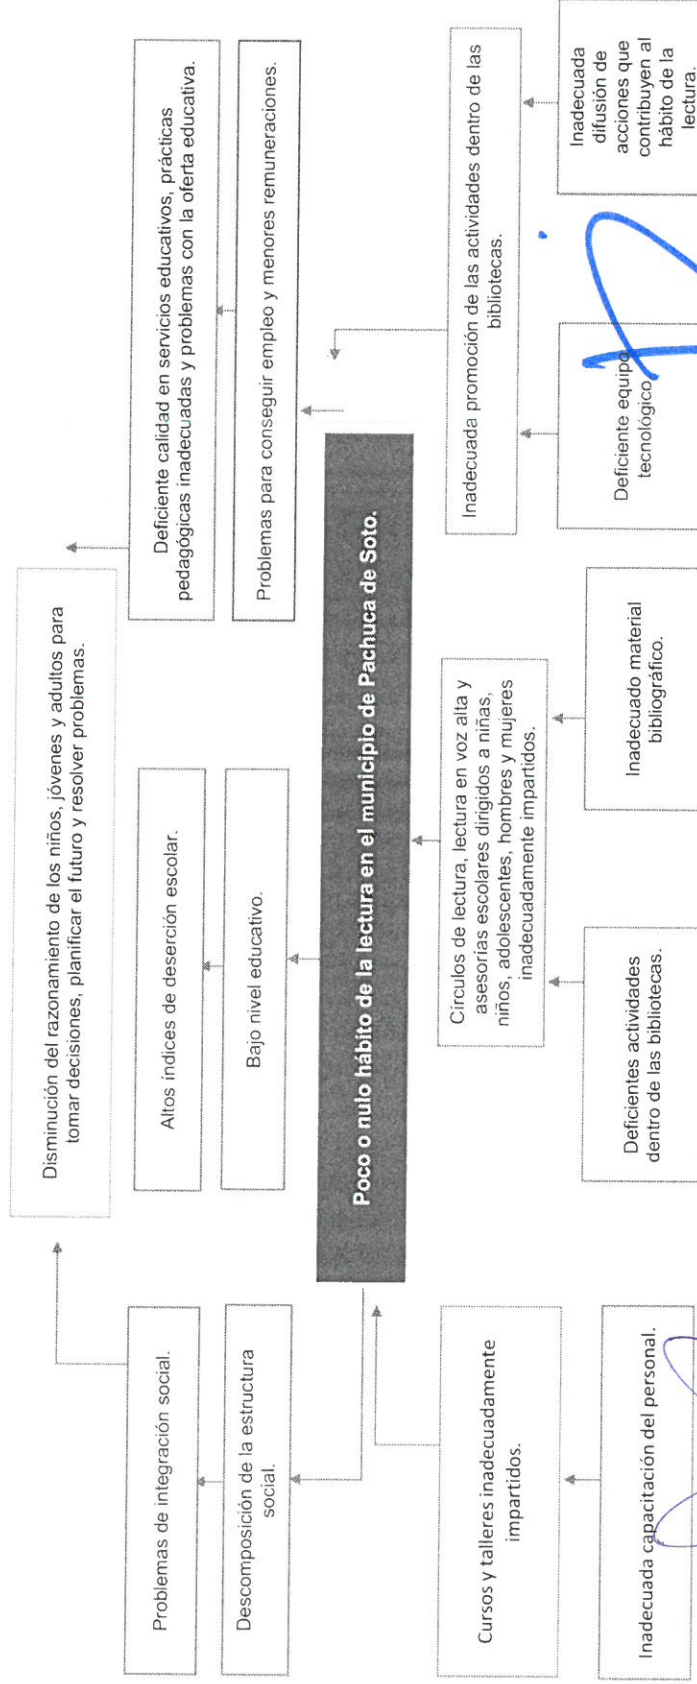 Disminución del razonamiento de los niños, jóvenes y adultos para
tomar decisiones, planificar el futuro y resolver problemas.
Problemas de integración social.
Altos índices de deserción escolar.
Deficiente calidad en servicios educativos, prácticas
pedagógicas inadecuadas y problemas con la oferta educativa.
Descomposición de la estructura
social.
Bajo nivel educativo.
Problemas para conseguir empleo y menores remuneraciones.
Poco o nulo hábito de la lectura en el municipio de Pachuca de Soto.
Cursos y talleres inadecuadamente
impartidos.
Círculos de lectura, lectura en voz alta y
asesorías escolares dirigidos a niñas,
niños, adolescentes, hombres y mujeres
inadecuadamente impartidos.
Inadecuada promoción de las actividades dentro de las
bibliotecas.
Inadecuada capacitación del personal.
Deficientes actividades
dentro de las bibliotecas.
Inadecuado material
bibliográfico.
Deficiente equipo
tecnológico
Inadecuada
difusión de
acciones que
contribuyen al
hábito de la
lectura.